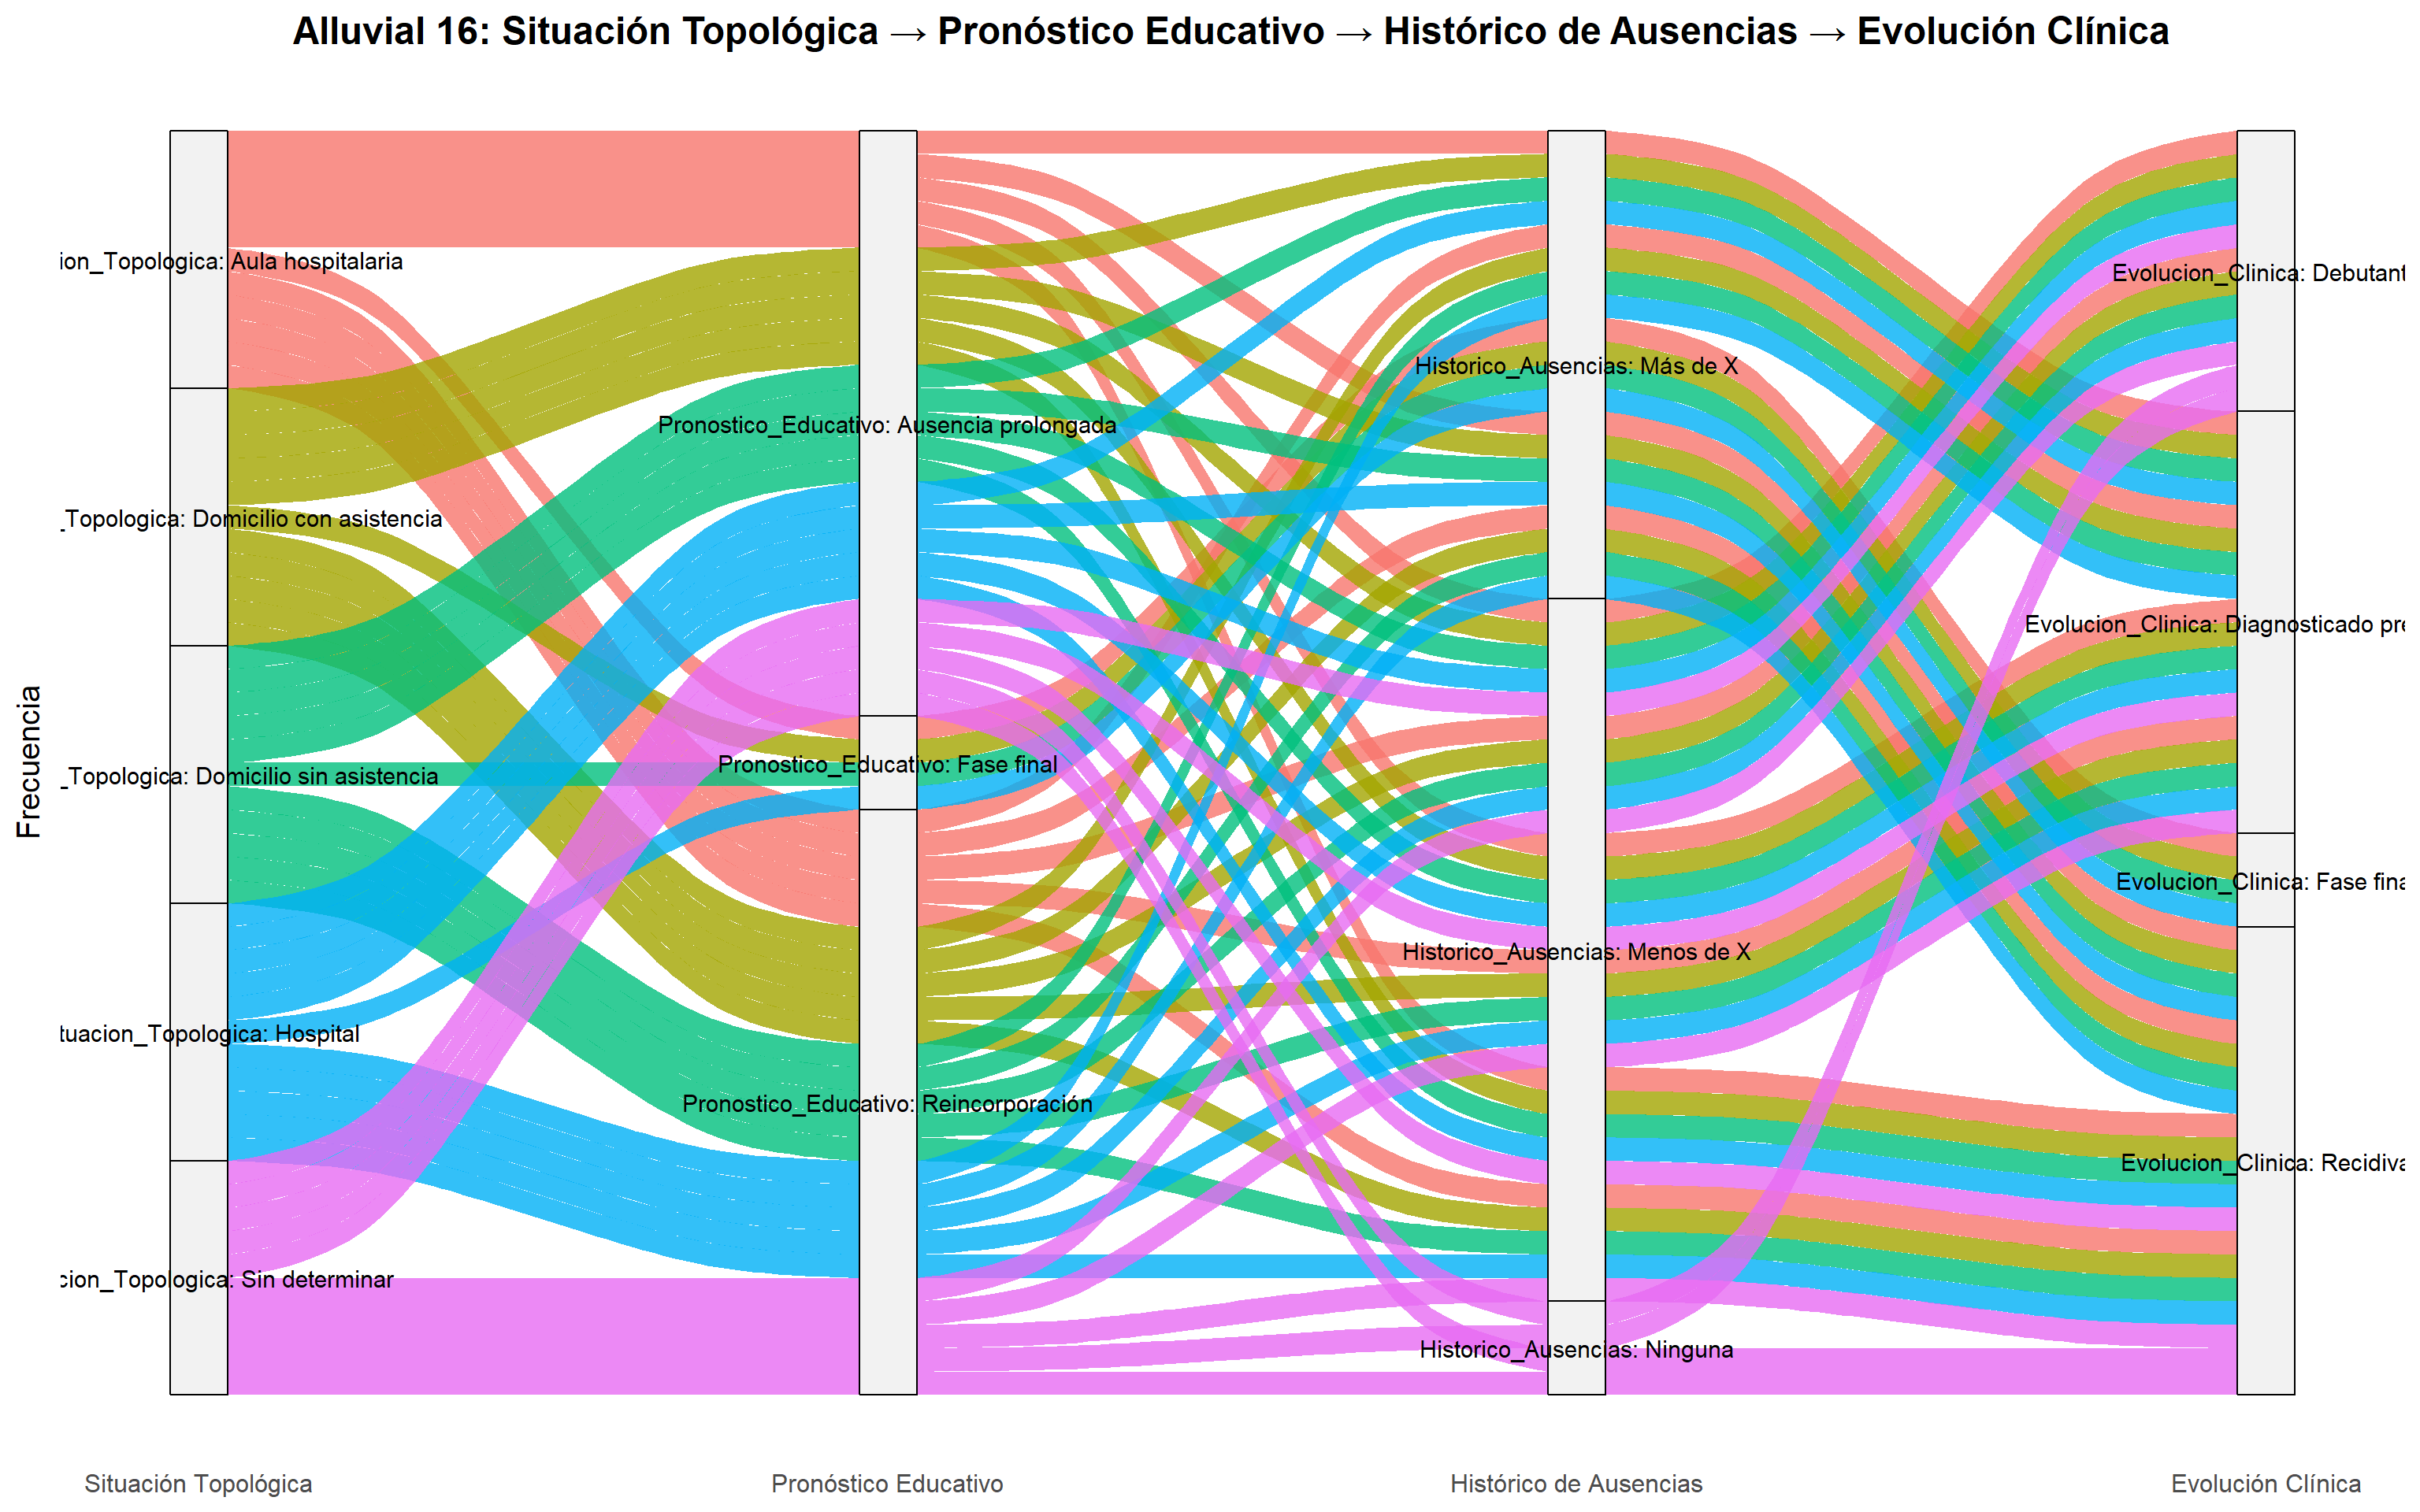 Alluvial 16: Situación Topológica → Pronóstico Educativo → Histórico de Ausencias → Evolución Clínica
Frecuencia
ion_Topologica: Aula hospitalaria
_Topologica: Domicilio con asistencia
_Topologica: Domicilio sin asistencia
tuacion_Topologica: Hospital
cion_Topologica: Sin determinar
Pronostico_Educativo: Ausencia prolongada
Pronostico_Educativo: Fase final
Pronostico_Educativo: Reincorporación
Historico_Ausencias: Más de X
Historico_Ausencias: Menos de X
Historico_Ausencias: Ninguna
Evolucion_Clinica: Debutant
Evolucion_Clinica: Diagnosticado pre
Evolucion_Clinica: Fase fina
Evolucion_Clinica: Recidiva
Situación Topológica
Pronóstico Educativo
Histórico de Ausencias
Evolución Clínica